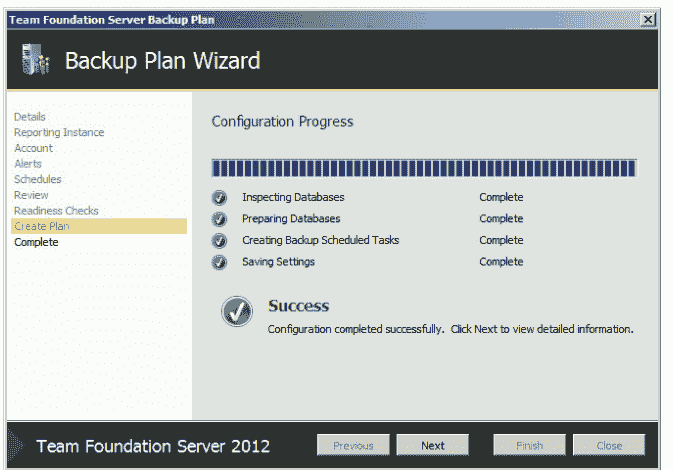 Team Foundation Server Backup Plan
Backup Plan Wizard
Details
Reporting Instance
Account
Alerts
Schedules
Review
Readiness Checks
Create Plan
Complete
Configuration Progress
Inspecting Databases Complete
Preparing Databases Complete
Creating Backup Scheduled Tasks Complete
Saving Settings Complete
Success
Configuration completed successfully. Click Next to view detailed information.
Team Foundation Server 2012
Previous Next Finish Close